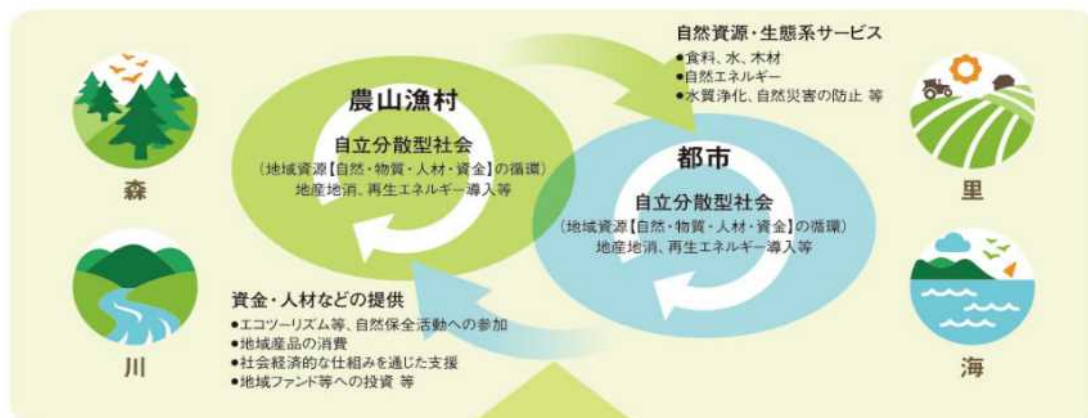 自然資源・生態系サービス
●食料、水、木材
●自然エネルギー
●水質浄化、自然災害の防止 等
農山漁村
自立分散型社会
(地域資源【自然・物質・人材・資金】の循環)
地産地消、再生エネルギー導入等
都市
自立分散型社会
(地域資源【自然・物質・人材・資金】の循環)
地産地消、再生エネルギー導入等
森
里
資金・人材などの提供
●エコツーリズム等、自然保全活動への参加
●地域産品の消費
●社会経済的な仕組みを通じた支援
●地域ファンド等への投資 等
川
海